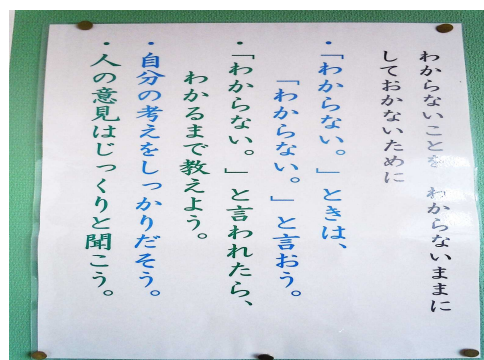 わからないことを わからないままに
しておかないために
・「わからない。」ときは、
「わからない。」と言おう。
・「わからない。」と言われたら、
わかるまで教えよう。
・自分の考えをしっかりだそう。
・人の意見はじっくりと聞こう。